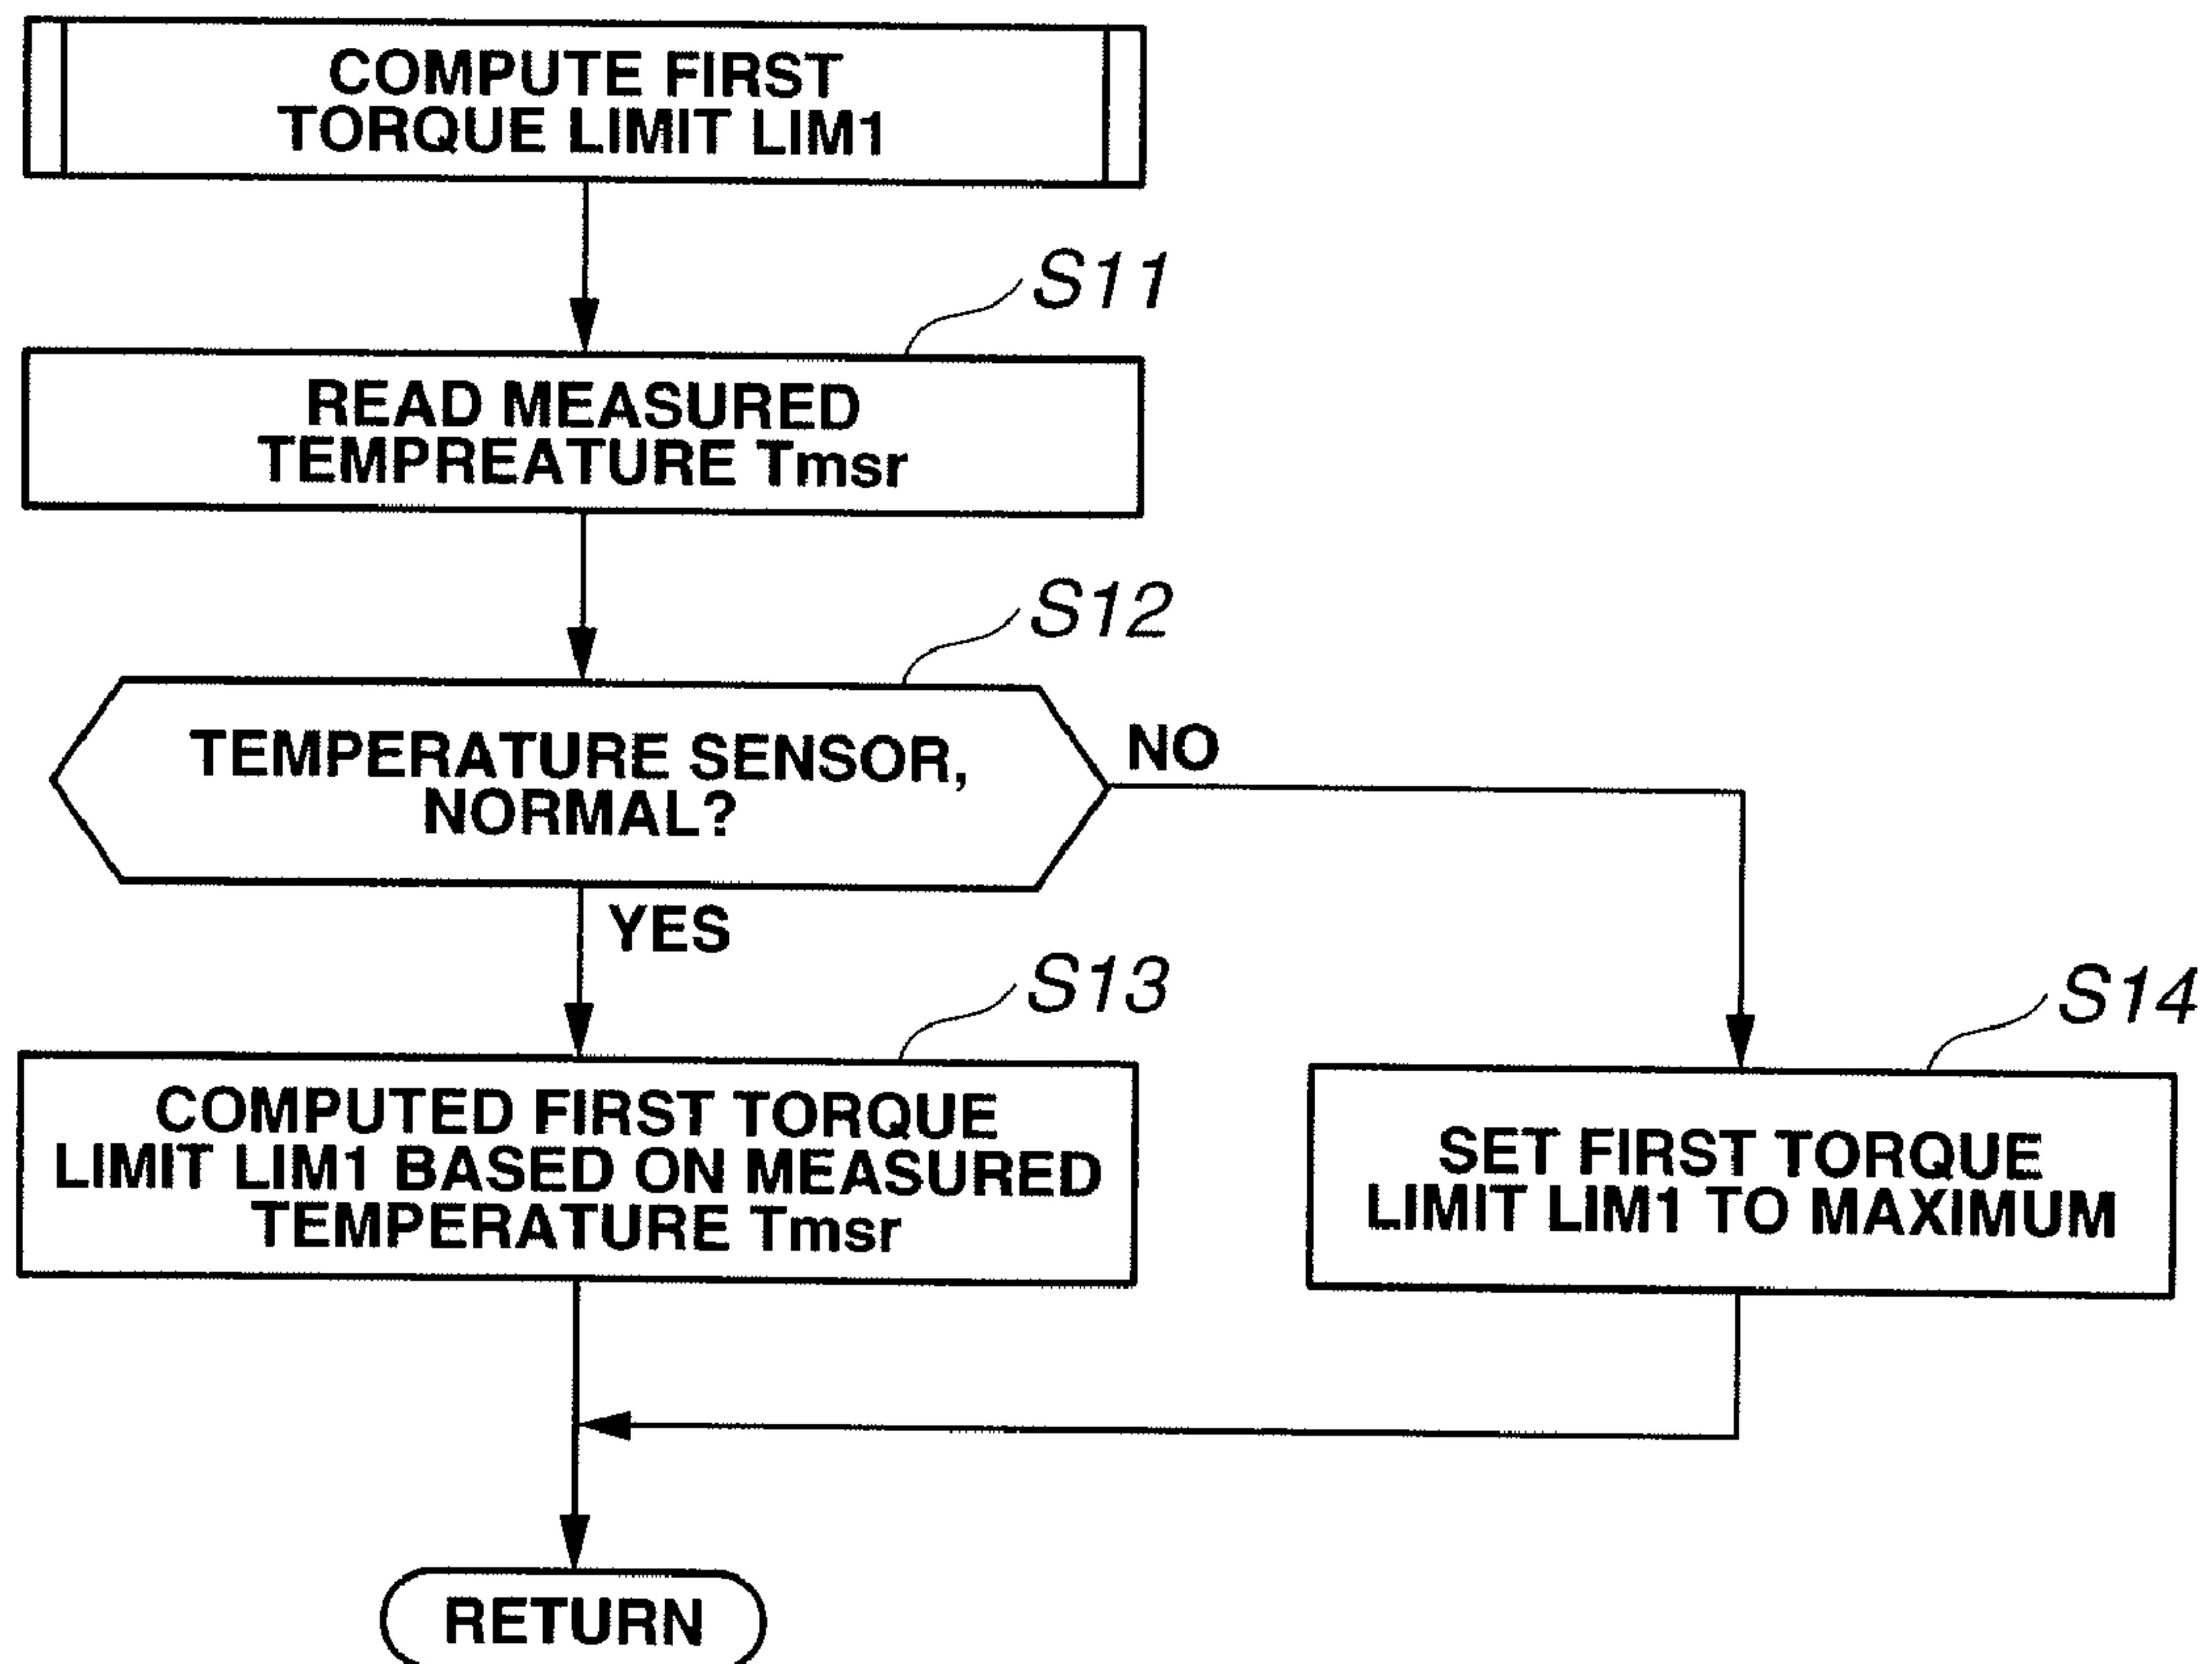 COMPUTE FIRST
TORQUE LIMIT LIM1
S11
READ MEASURED
TEMPREATURE Tmsr
S12
TEMPERATURE SENSOR,
NORMAL?
NO
YES
S13
COMPUTED FIRST TORQUE
LIMIT LIM1 BASED ON MEASURED
TEMPERATURE Tmsr
S14
SET FIRST TORQUE
LIMIT LIM1 TO MAXIMUM
RETURN